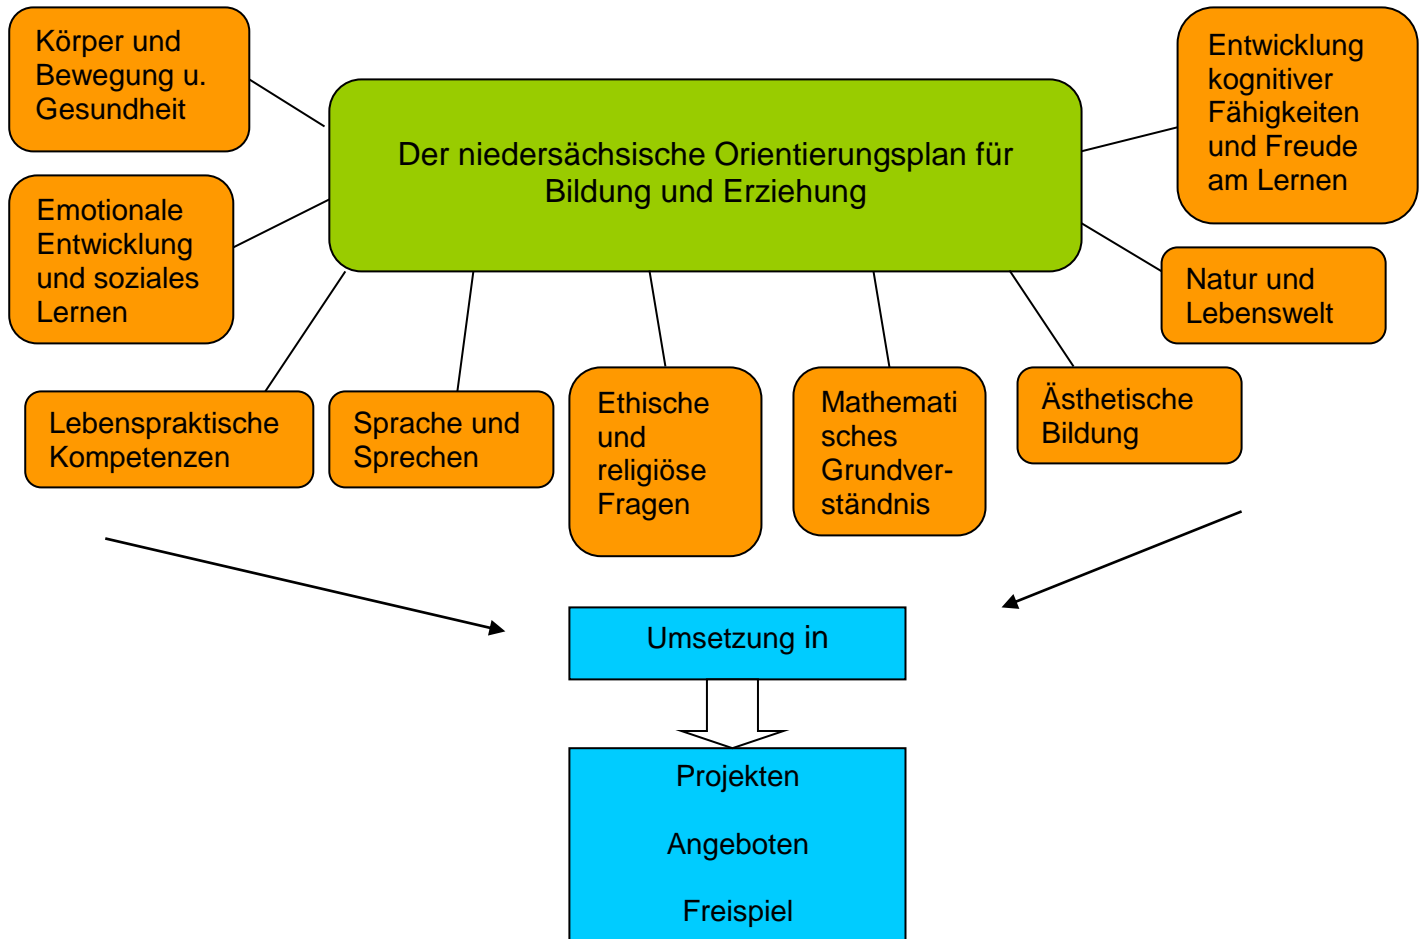 Körper und
Bewegung u.
Gesundheit
Der niedersächsische Orientierungsplan für
Bildung und Erziehung
Entwicklung
kognitiver
Fähigkeiten
und Freude
am Lernen
Emotionale
Entwicklung
und soziales
Lernen
Natur und
Lebenswelt
Lebenspraktische
Kompetenzen
Sprache und
Sprechen
Ethische
und
religiöse
Fragen
Mathemati
sches
Grundver-
ständnis
Ästhetische
Bildung
Umsetzung in
Projekten
Angeboten
Freispiel